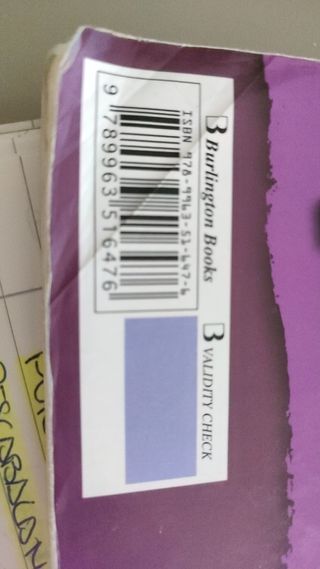 B Burlington Books
ISBN 978-9963-51-647-6
9 789963 516476
B VALIDITY CHECK